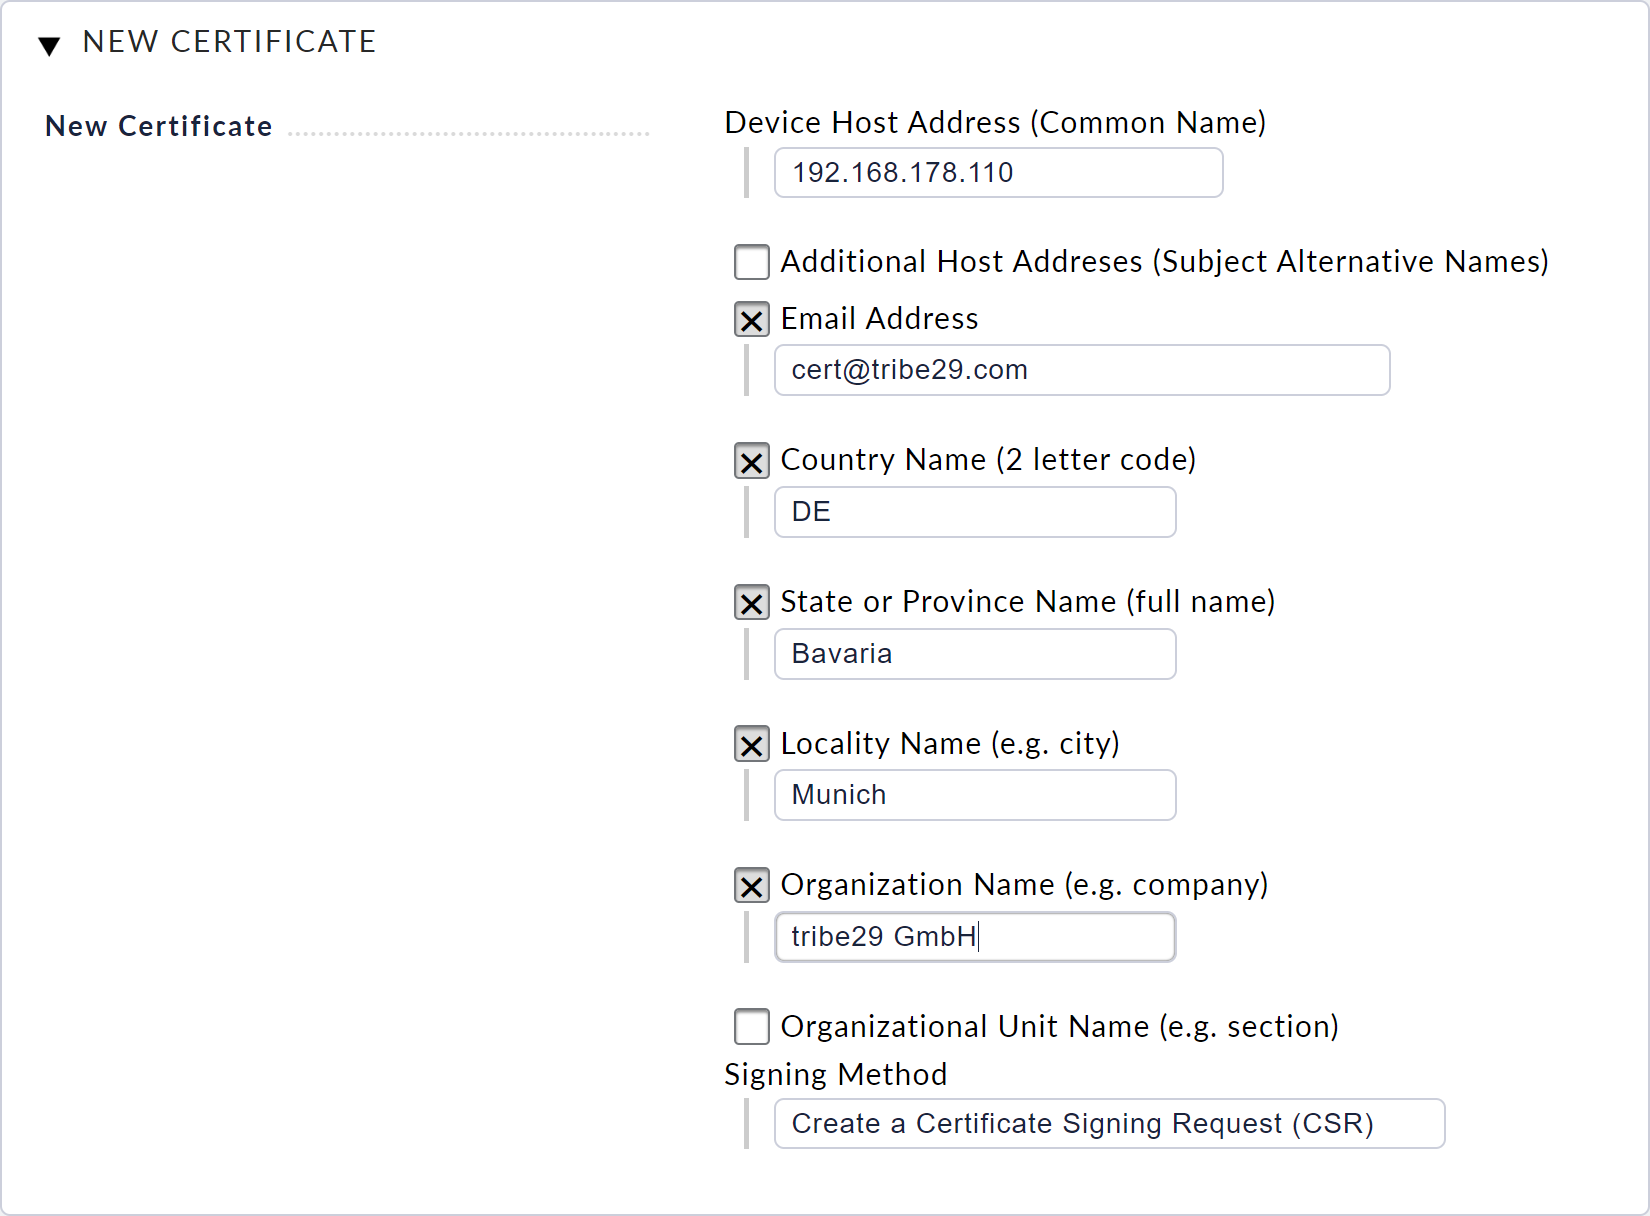 NEW CERTIFICATE
New Certificate
Device Host Address (Common Name)
192.168.178.110
Additional Host Addreses (Subject Alternative Names)
Email Address
cert@tribe29.com
Country Name (2 letter code)
DE
State or Province Name (full name)
Bavaria
Locality Name (e.g. city)
Munich
Organization Name (e.g. company)
tribe29 GmbH
Organizational Unit Name (e.g. section)
Signing Method
Create a Certificate Signing Request (CSR)